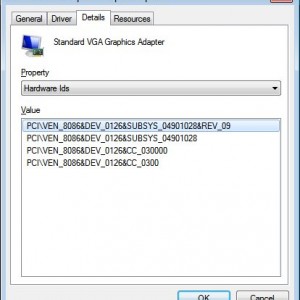 General Driver Details Resources
Standard VGA Graphics Adapter
Property
Hardware Ids
Value
PCI\VEN_8086&DEV_0126&SUBSYS_04901028&REV_09
PCI\VEN_8086&DEV_0126&SUBSYS_04901028
PCI\VEN_8086&DEV_0126&CC_030000
PCI\VEN_8086&DEV_0126&CC_0300
OK Cancel